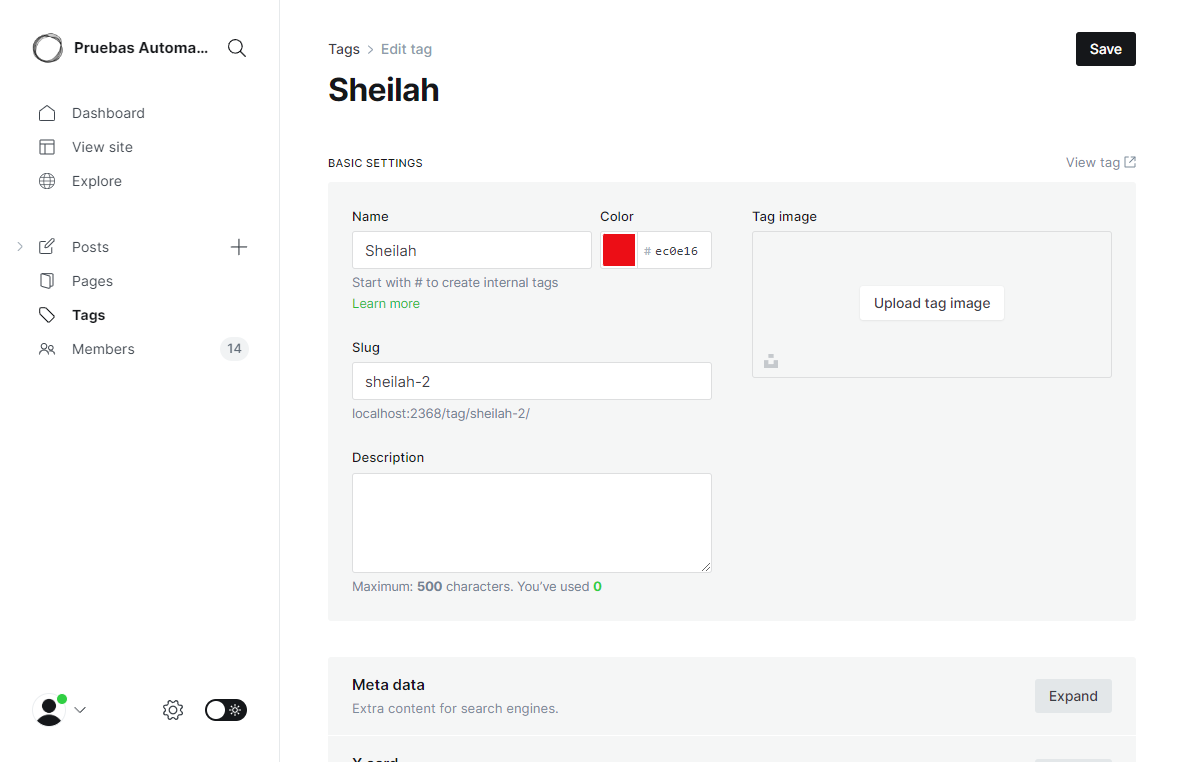 Pruebas Automa...
Dashboard
View site
Explore
Posts
Pages
Tags
Members
14
Tags
Edit tag
Save
Sheilah
BASIC SETTINGS
View tag
Name
Color
Tag image
Sheilah
# ec0e16
Start with # to create internal tags
Learn more
Upload tag image
Slug
sheilah-2
localhost:2368/tag/sheilah-2/
Description
Maximum: 500 characters. You’ve used 0
Meta data
Extra content for search engines.
Expand
X card